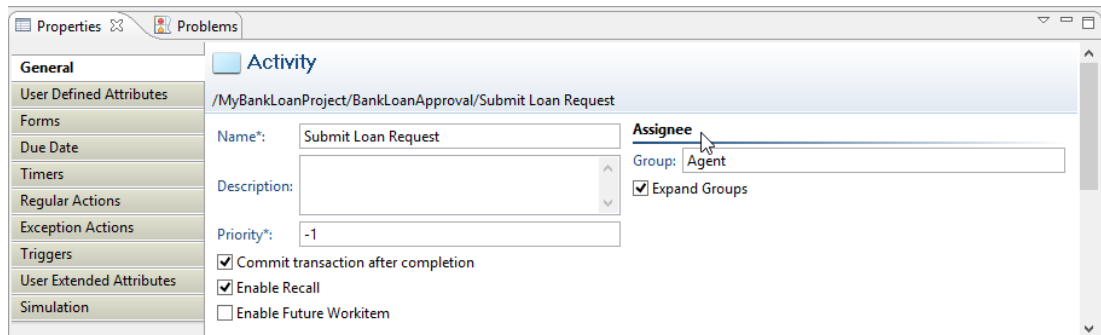 Properties
Problems
General
User Defined Attributes
Forms
Due Date
Timers
Regular Actions
Exception Actions
Triggers
User Extended Attributes
Simulation
Activity
/MyBankLoanProject/BankLoanApproval/Submit Loan Request
Name*: Submit Loan Request
Description:
Priority*: -1
Commit transaction after completion
Enable Recall
Enable Future Workitem
Assignee
Group: Agent
Expand Groups